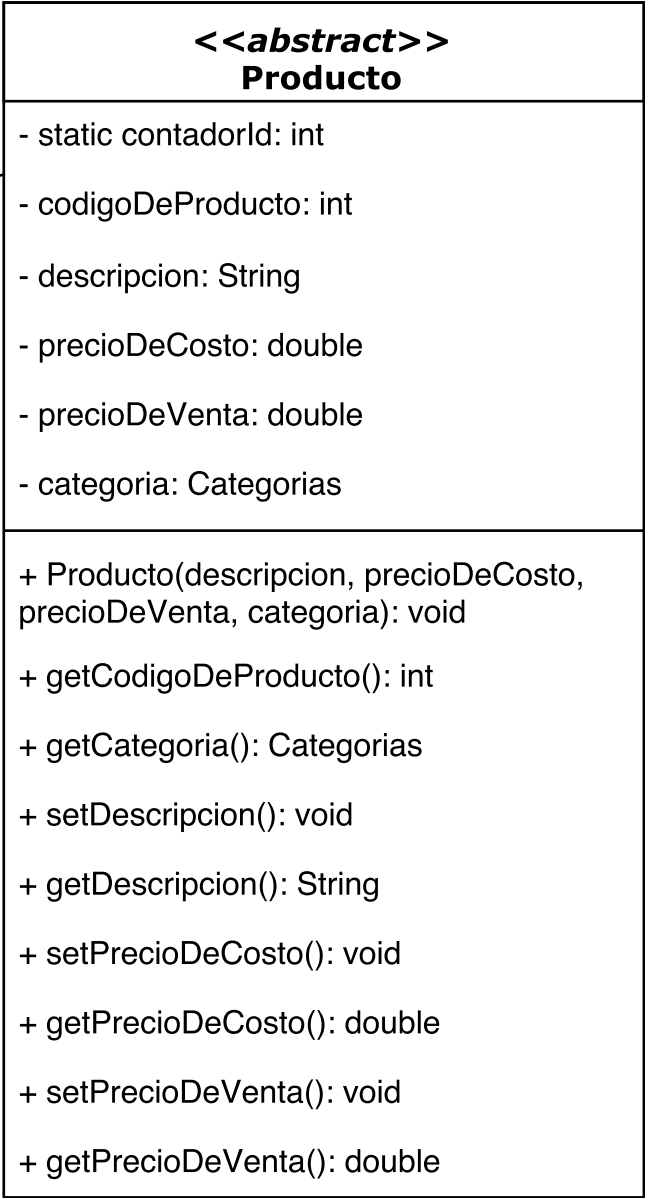 <<abstract>>
Producto
- static contadorId: int
- codigoDeProducto: int
- descripcion: String
- precioDeCosto: double
- precioDeVenta: double
- categoria: Categorias
+ Producto(descripcion, precioDeCosto,
precioDeVenta, categoria): void
+ getCodigoDeProducto(): int
+ getCategoria(): Categorias
+ setDescripcion(): void
+ getDescripcion(): String
+ setPrecioDeCosto(): void
+ getPrecioDeCosto(): double
+ setPrecioDeVenta(): void
+ getPrecioDeVenta(): double